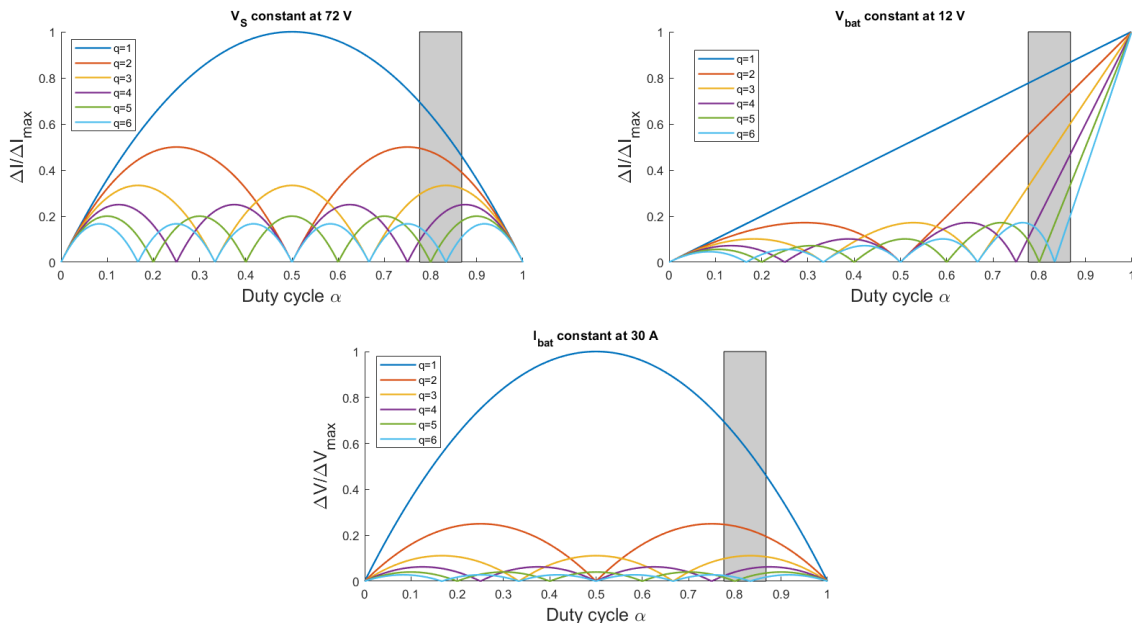 V_S constant at 72 V
ΔI/ΔI_max
1
0.8
0.6
0.4
0.2
0
q=1
q=2
q=3
q=4
q=5
q=6
0 0.1 0.2 0.3 0.4 0.5 0.6 0.7 0.8 0.9 1
Duty cycle α
V_bat constant at 12 V
ΔI/ΔI_max
1
0.8
0.6
0.4
0.2
0
q=1
q=2
q=3
q=4
q=5
q=6
0 0.1 0.2 0.3 0.4 0.5 0.6 0.7 0.8 0.9 1
Duty cycle α
I_bat constant at 30 A
ΔV/ΔV_max
1
0.8
0.6
0.4
0.2
0
q=1
q=2
q=3
q=4
q=5
q=6
0 0.1 0.2 0.3 0.4 0.5 0.6 0.7 0.8 0.9 1
Duty cycle α